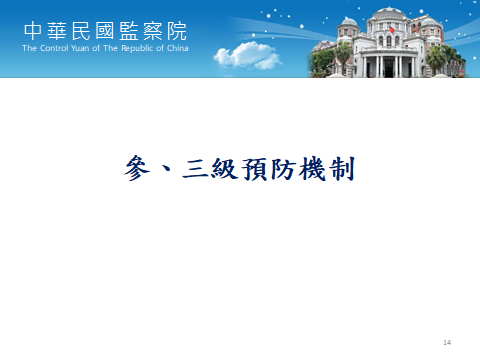 中華民國監察院
The Control Yuan of The Republic of China
參、三級預防機制
14